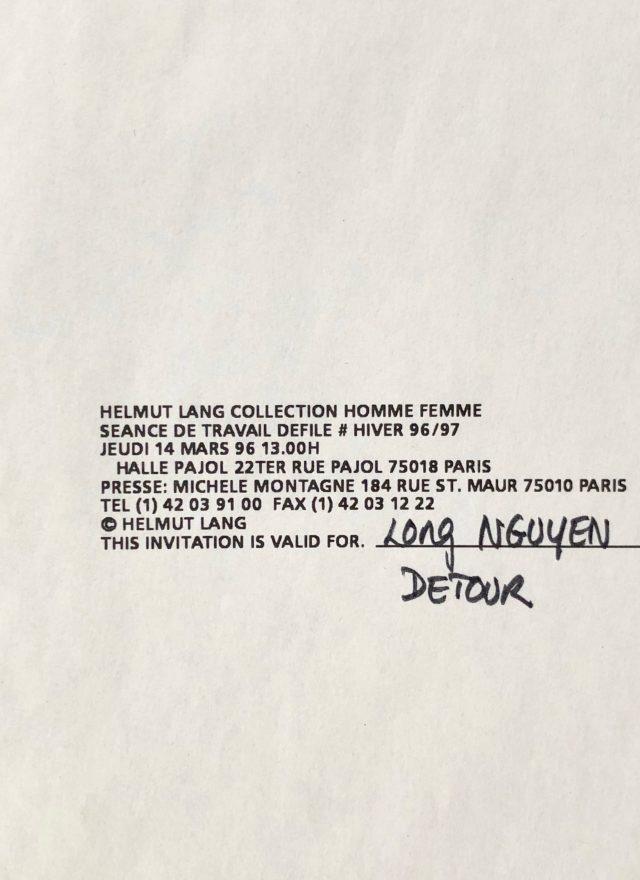 HELMUT LANG COLLECTION HOMME FEMME
SEANCE DE TRAVAIL DEFILE # HIVER 96/97
JEUDI 14 MARS 96 13.00H
HALLE PAJOL 22TER RUE PAJOL 75018 PARIS
PRESSE: MICHELE MONTAGNE 184 RUE ST. MAUR 75010 PARIS
TEL (1) 42 03 91 00 FAX (1) 42 03 12 22
© HELMUT LANG
THIS INVITATION IS VALID FOR. Long NGUYEN
DETOUR